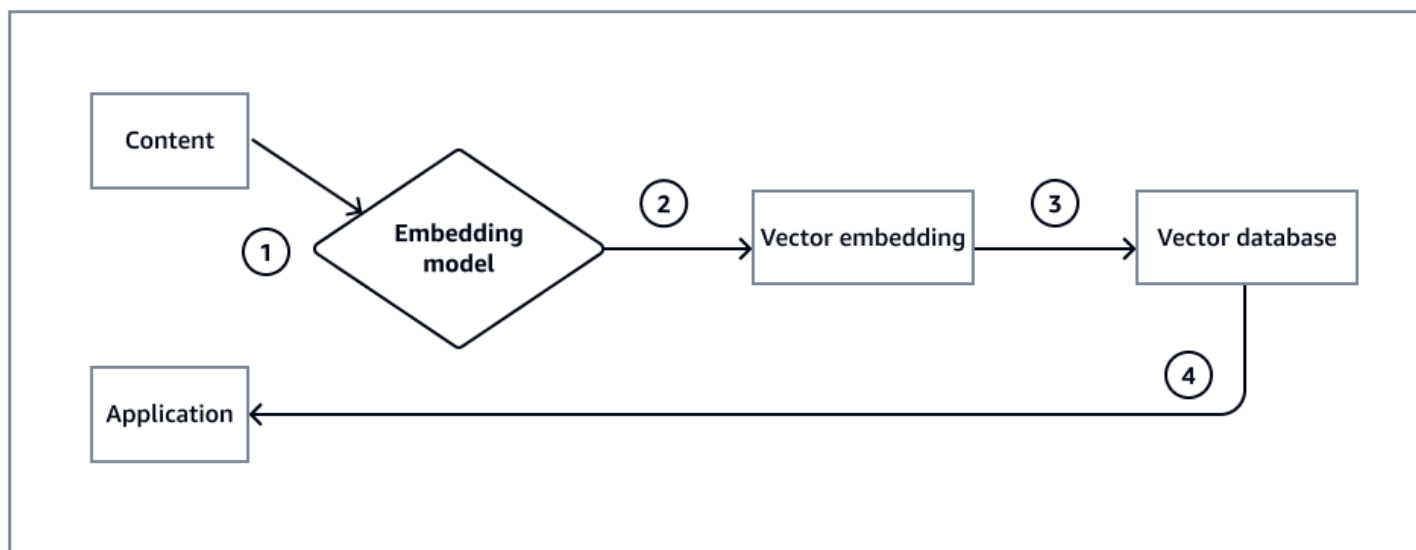 Content
1
Embedding
model
2
Vector embedding
3
Vector database
4
Application